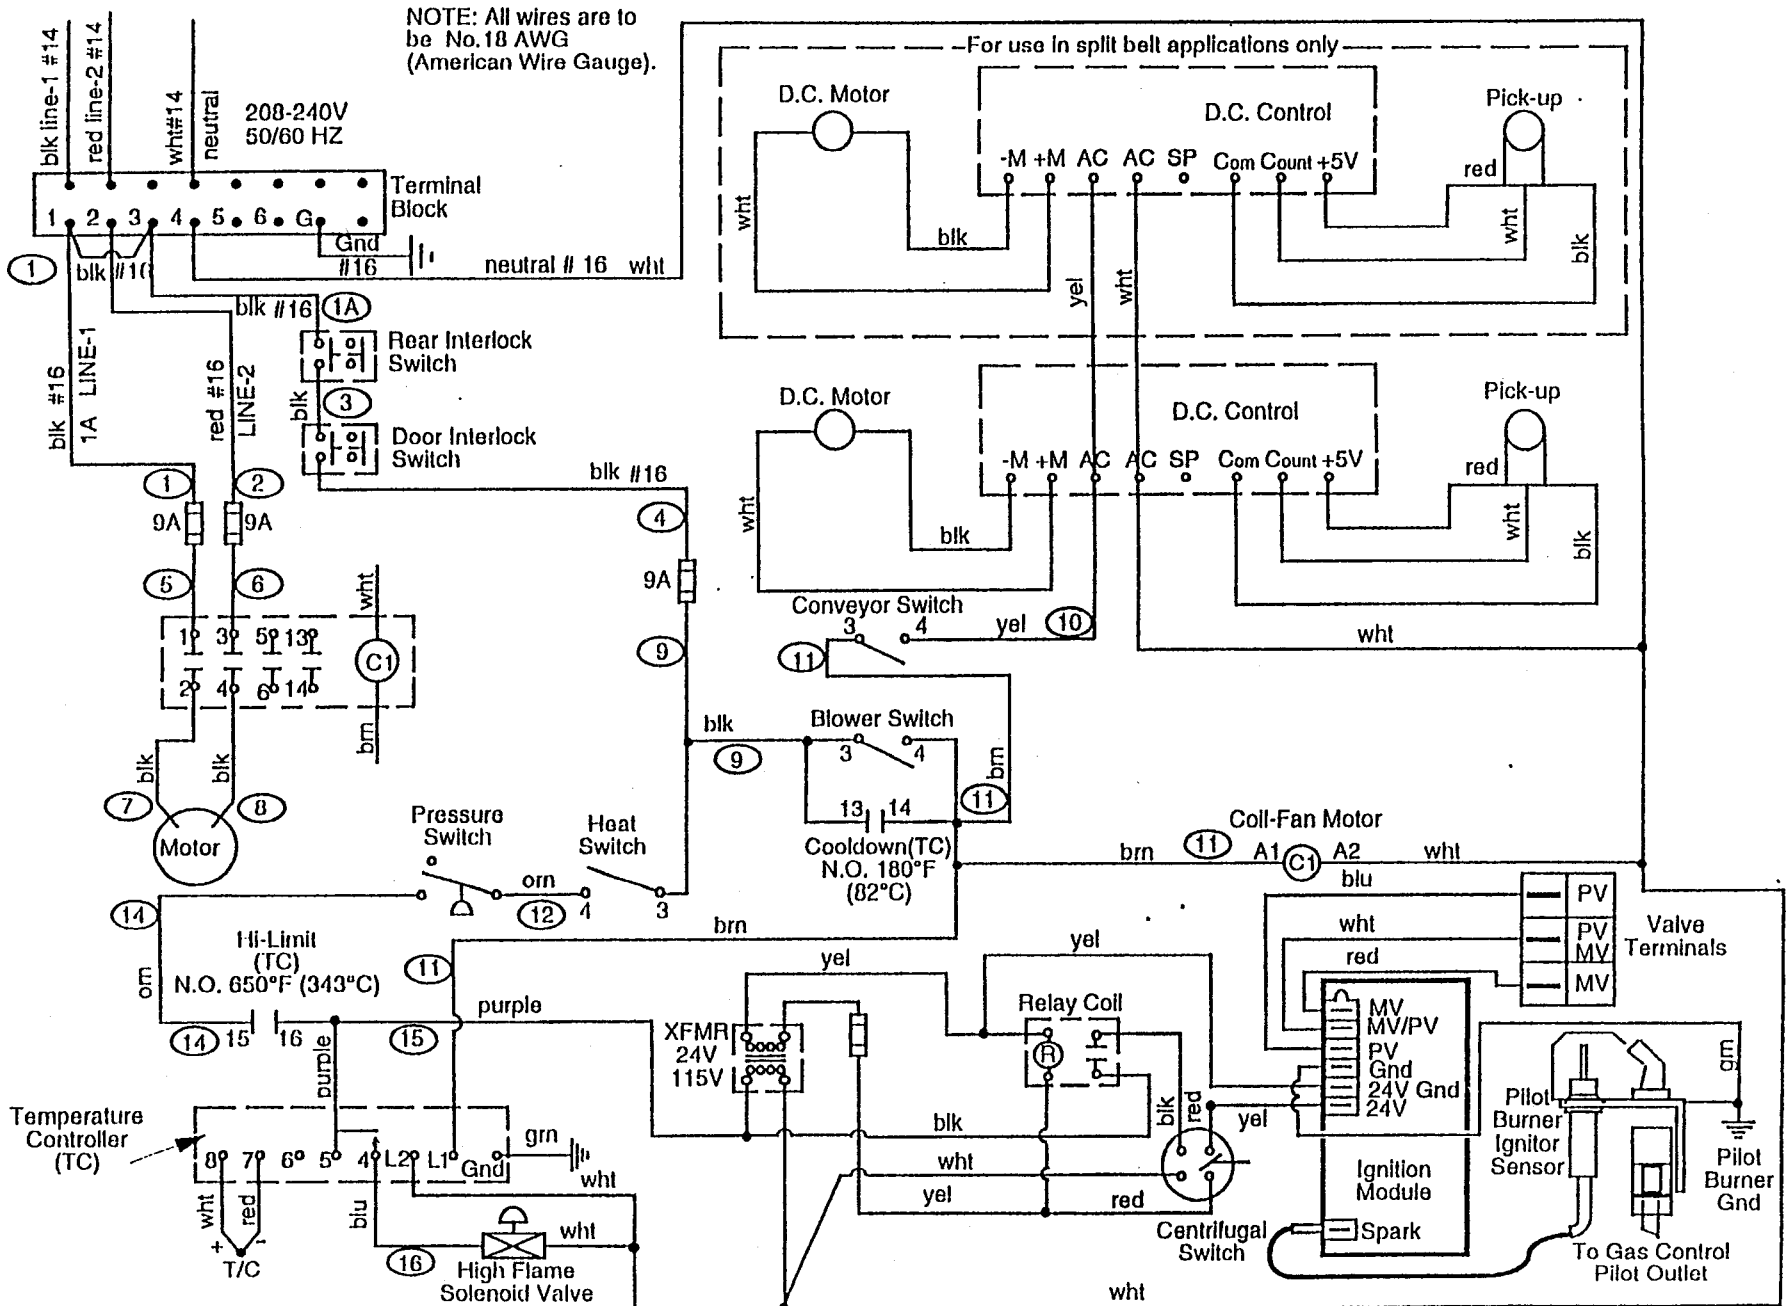 NOTE: All wires are to
be No.18 AWG
(American Wire Gauge).
blk line-1 #14
red line-2 #14
wht#14
neutral
208-240V
50/60 HZ
Terminal
Block
1 2 3 4 5 6 G
Gnd
#16
1
blk #16
neutral # 16 wht
blk #16
1A
Rear Interlock
Switch
blk
3
Door Interlock
Switch
blk #16
1A LINE-1
red #16
LINE-2
blk #16
1
2
9A
9A
4
5
6
9A
9
wht
1 3 5 13
C1
2 4 6 14
brn
blk
blk
7
8
Motor
For use in split belt applications only
D.C. Motor
D.C. Control
Pick-up
-M +M AC AC SP Com Count +5V
red
wht
blk
wht
blk
yel
wht
D.C. Motor
D.C. Control
Pick-up
-M +M AC AC SP Com Count +5V
red
wht
blk
wht
blk
Conveyor Switch
3 4
yel
10
wht
11
Blower Switch
blk
9
3 4
brn
11
13 14
Cooldown(TC)
N.O. 180°F
(82°C)
Coil-Fan Motor
brn
11
A1 C1 A2
wht
Pressure
Switch
Heat
Switch
orn
12
4 3
14
Hi-Limit
(TC)
N.O. 650°F (343°C)
orn
14
15 16
brn
11
purple
15
purple
yel
XFMR
24V
115V
yel
Relay Coil
R
blk
red
blk
wht
yel
red
Centrifugal
Switch
yel
blu
wht
red
PV
PV
MV
MV
Valve
Terminals
MV
MV/PV
PV
Gnd
24V Gnd
24V
Ignition
Module
Spark
Pilot
Burner
Ignitor
Sensor
grn
Pilot
Burner
Gnd
To Gas Control
Pilot Outlet
Temperature
Controller
(TC)
8 7 6 5 4 L2 L1
Gnd
grn
wht
wht
red
+ -
T/C
blu
16
wht
High Flame
Solenoid Valve
wht